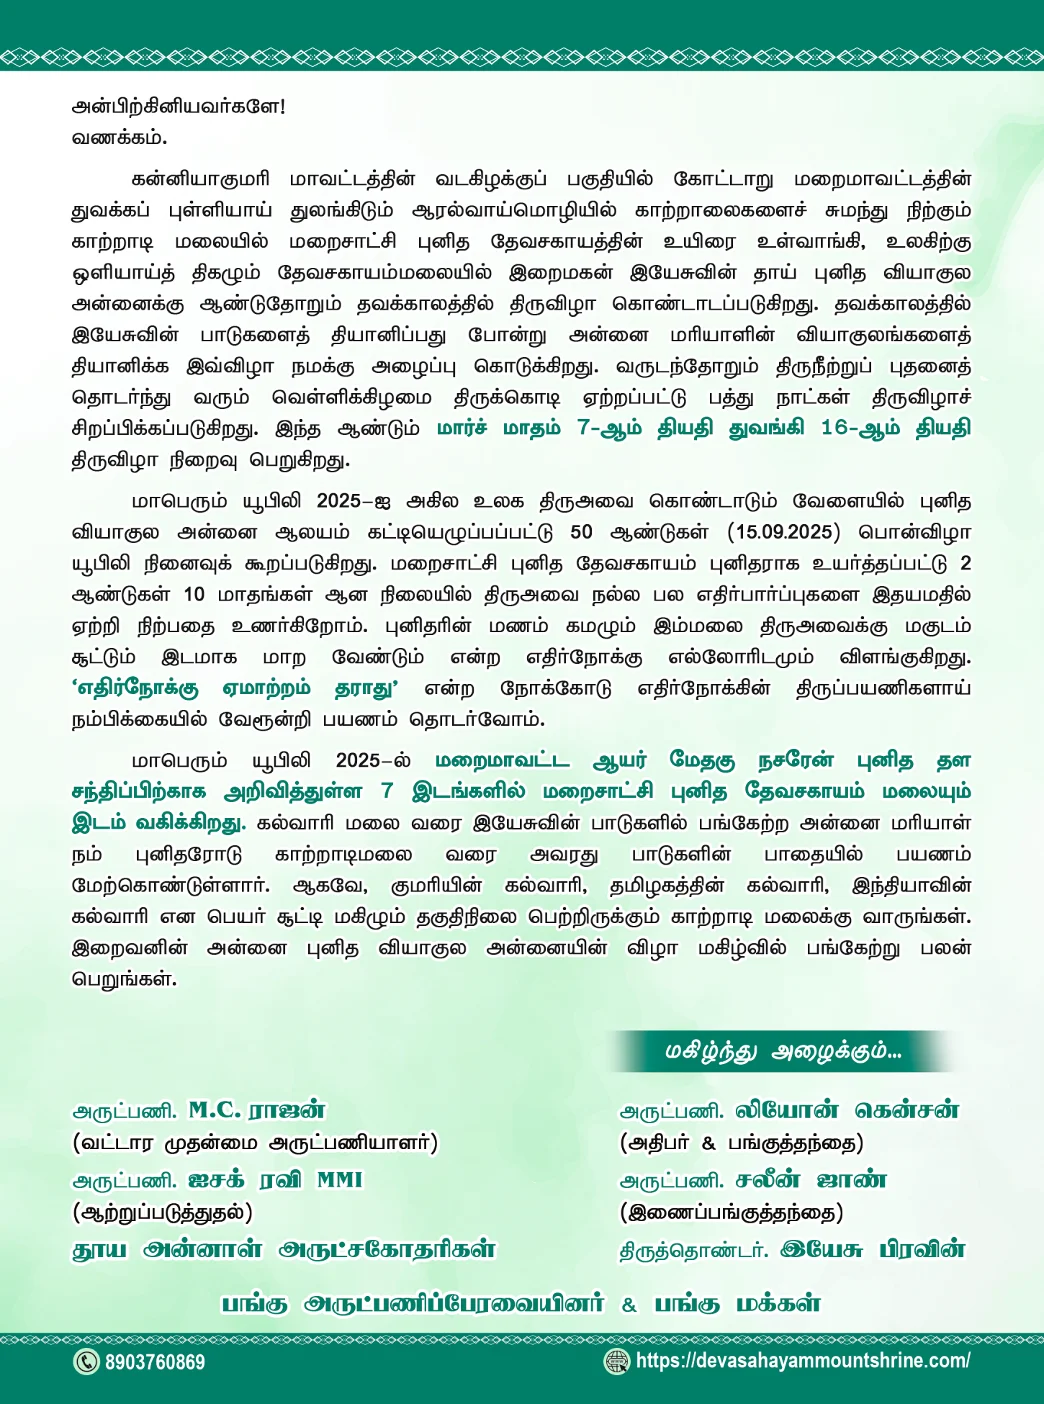 அன்பிற்கினியவர்களே!
வணக்கம்.
கன்னியாகுமரி மாவட்டத்தின் வடகிழக்குப் பகுதியில் கோட்டாறு மறைமாவட்டத்தின்
துவக்கப் புள்ளியாய் துலங்கிடும் ஆரல்வாய்மொழியில் காற்றாலைகளைச் சுமந்து நிற்கும்
காற்றாடி மலையில் மறைசாட்சி புனித தேவசகாயத்தின் உயிரை உள்வாங்கி, உலகிற்கு
ஒளியாய்த் திகழும் தேவசகாயம்மலையில் இறைமகன் இயேசுவின் தாய் புனித வியாகுல
அன்னைக்கு ஆண்டுதோறும் தவக்காலத்தில் திருவிழா கொண்டாடப்படுகிறது. தவக்காலத்தில்
இயேசுவின் பாடுகளைத் தியானிப்பது போன்று அன்னை மரியாளின் வியாகுலங்களைத்
தியானிக்க இவ்விழா நமக்கு அழைப்பு கொடுக்கிறது. வருடந்தோறும் திருநீற்றுப் புதனைத்
தொடர்ந்து வரும் வெள்ளிக்கிழமை திருக்கொடி ஏற்றப்பட்டு பத்து நாட்கள் திருவிழாச்
சிறப்பிக்கப்படுகிறது. இந்த ஆண்டும் மார்ச் மாதம் 7-ஆம் தியதி துவங்கி 16-ஆம் தியதி
திருவிழா நிறைவு பெறுகிறது.
மாபெரும் யூபிலி 2025-ஐ அகில உலக திருஅவை கொண்டாடும் வேளையில் புனித
வியாகுல அன்னை ஆலயம் கட்டியெழுப்பப்பட்டு 50 ஆண்டுகள் (15.09.2025) பொன்விழா
யூபிலி நினைவுக் கூறப்படுகிறது. மறைசாட்சி புனித தேவசகாயம் புனிதராக உயர்த்தப்பட்டு 2
ஆண்டுகள் 10 மாதங்கள் ஆன நிலையில் திருஅவை நல்ல பல எதிர்பார்ப்புகளை இதயமதில்
ஏற்றி நிற்பதை உணர்கிறோம். புனிதரின் மணம் கமழும் இம்மலை திருஅவைக்கு மகுடம்
சூட்டும் இடமாக மாற வேண்டும் என்ற எதிர்நோக்கு எல்லோரிடமும் விளங்குகிறது.
‘எதிர்நோக்கு ஏமாற்றம் தராது’ என்ற நோக்கோடு எதிர்நோக்கின் திருப்பயணிகளாய்
நம்பிக்கையில் வேரூன்றி பயணம் தொடர்வோம்.
மாபெரும் யூபிலி 2025-ல் மறைமாவட்ட ஆயர் மேதகு நசரேன் புனித தள
சந்திப்பிற்காக அறிவித்துள்ள 7 இடங்களில் மறைசாட்சி புனித தேவசகாயம் மலையும்
இடம் வகிக்கிறது. கல்வாரி மலை வரை இயேசுவின் பாடுகளில் பங்கேற்ற அன்னை மரியாள்
நம் புனிதரோடு காற்றாடிமலை வரை அவரது பாடுகளின் பாதையில் பயணம்
மேற்கொண்டுள்ளார். ஆகவே, குமரியின் கல்வாரி, தமிழகத்தின் கல்வாரி, இந்தியாவின்
கல்வாரி என பெயர் சூட்டி மகிழும் தகுதிநிலை பெற்றிருக்கும் காற்றாடி மலைக்கு வாருங்கள்.
இறைவனின் அன்னை புனித வியாகுல அன்னையின் விழா மகிழ்வில் பங்கேற்று பலன்
பெறுங்கள்.
மகிழ்ந்து அழைக்கும்...
அருட்பணி. M.C. ராஜன்
(வட்டார முதன்மை அருட்பணியாளர்)
அருட்பணி. ஐசக் ரவி MMI
(ஆற்றுப்படுத்துதல்)
தூய அன்னாள் அருட்சகோதரிகள்
அருட்பணி. லியோன் கென்சன்
(அதிபர் & பங்குத்தந்தை)
அருட்பணி. சலீன் ஜாண்
(இணைப்பங்குத்தந்தை)
திருத்தொண்டர். இயேசு பிரவின்
பங்கு அருட்பணிப்பேரவையினர் & பங்கு மக்கள்
8903760869
https://devasahayammountshrine.com/